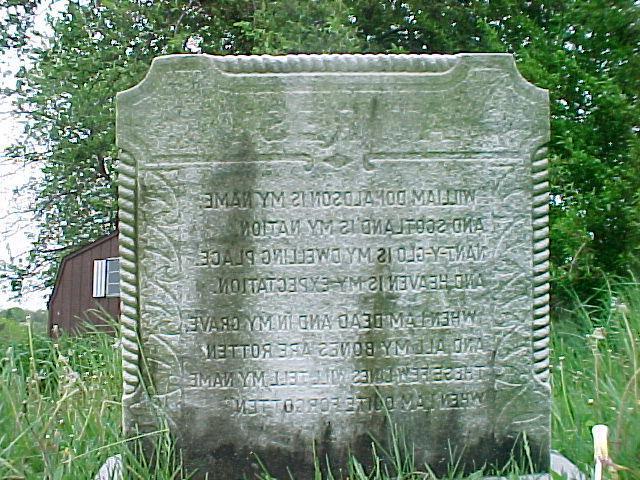 WILLIAM DONALDSON IS MY NAME,
AND SCOTLAND IS MY NATION
NANT-Y-GLO IS MY DWELLING PLACE.
AND HEAVEN IS MY EXPECTATION.
WHEN I AM DEAD AND IN MY GRAVE,
AND ALL MY BONES ARE ROTTEN
THESE FEW LINES WILL TELL MY NAME
WHEN I AM QUITE FORGOTTEN